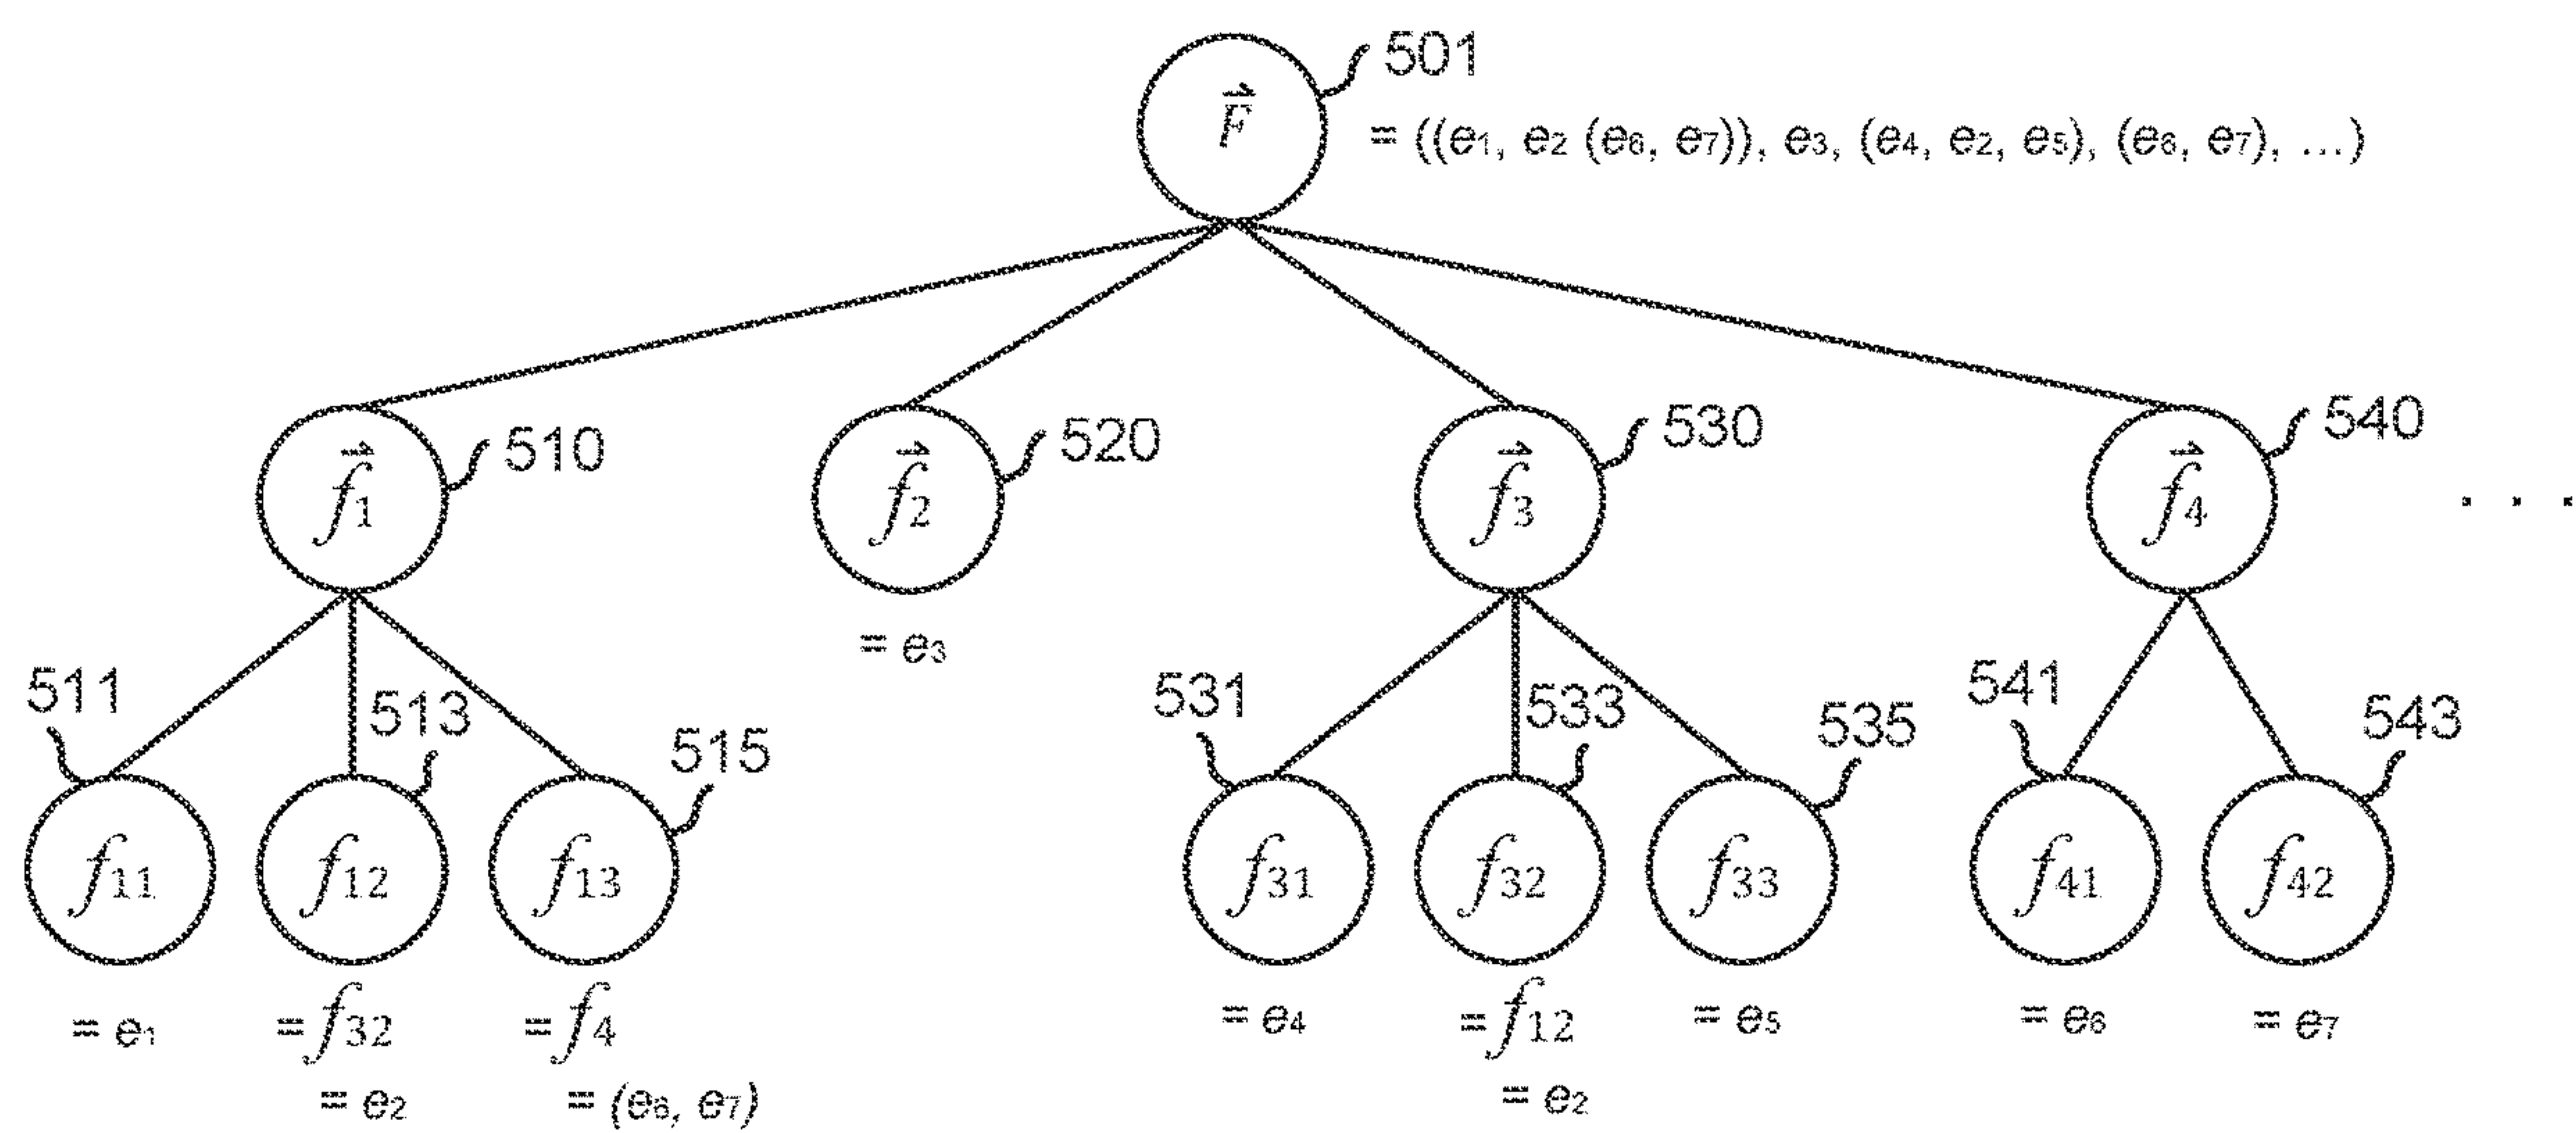 501
F⃗
= ((e₁, e₂ (e₆, e₇)), e₃, (e₄, e₂, e₅), (e₆, e₇), ...)
510 520 530 540
f⃗₁ f⃗₂ f⃗₃ f⃗₄ . . .
= e₃
511 513 515 531 533 535 541 543
f₁₁ f₁₂ f₁₃ f₃₁ f₃₂ f₃₃ f₄₁ f₄₂
= e₁ = f₃₂ = f₄ = e₄ = f₁₂ = e₅ = e₆ = e₇
= e₂ = (e₆, e₇) = e₂